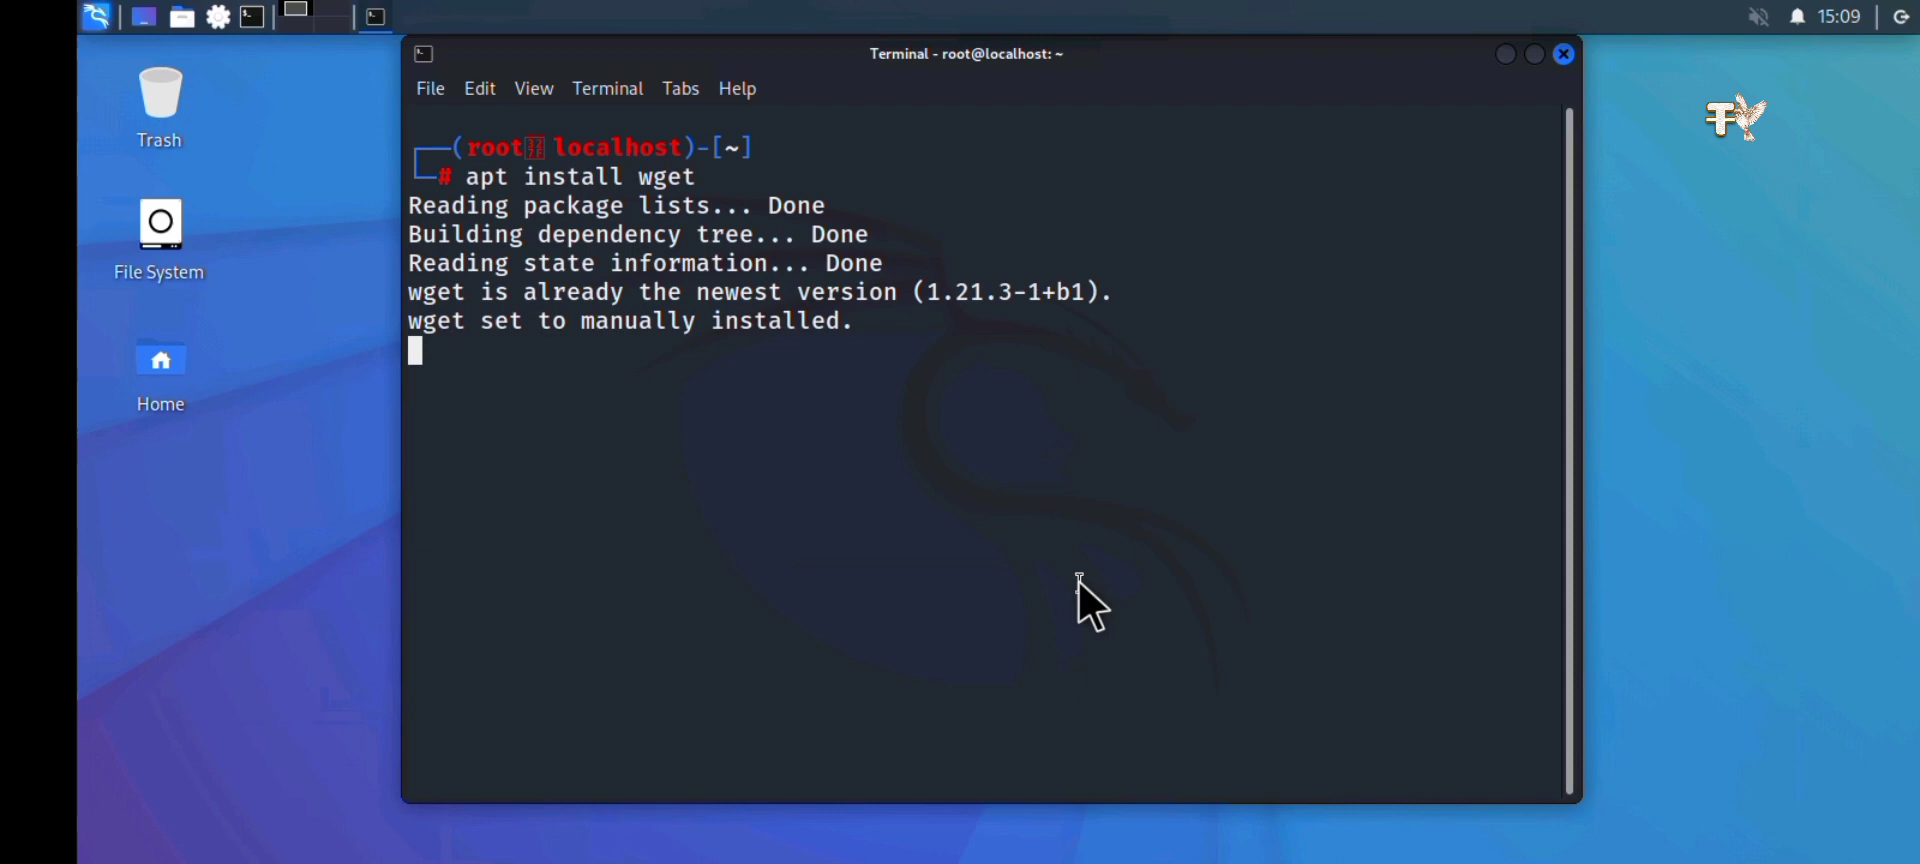 15:09
Terminal - root@localhost: ~
File Edit View Terminal Tabs Help
Trash
File System
Home
┌──(root㉿localhost)-[~]
└─# apt install wget
Reading package lists... Done
Building dependency tree... Done
Reading state information... Done
wget is already the newest version (1.21.3-1+b1).
wget set to manually installed.